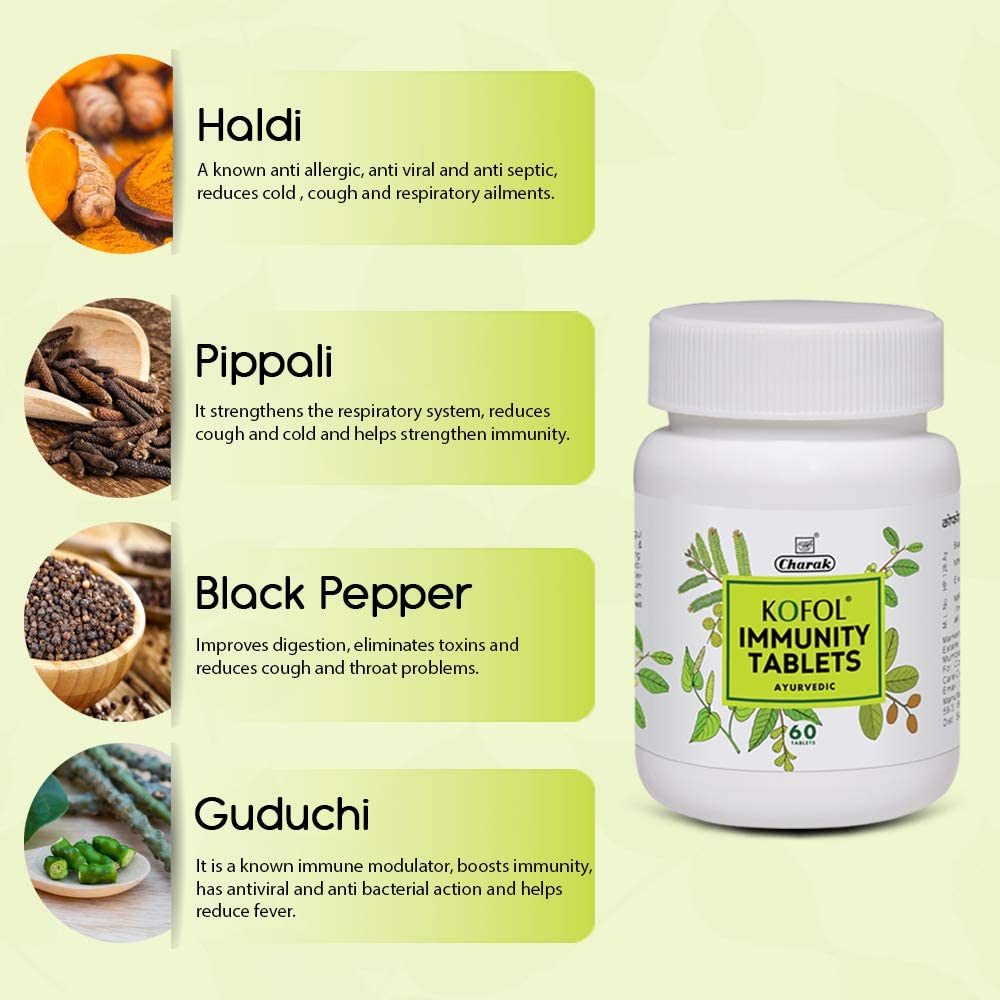 Haldi
A known anti allergic, anti viral and anti septic,
reduces cold , cough and respiratory ailments.
Pippali
It strengthens the respiratory system, reduces
cough and cold and helps strengthen immunity.
Black Pepper
Improves digestion, eliminates toxins and
reduces cough and throat problems.
Guduchi
It is a known immune modulator, boosts immunity,
has antiviral and anti bacterial action and helps
reduce fever.
Charak
KOFOL®
IMMUNITY
TABLETS
AYURVEDIC
60
TABLETS